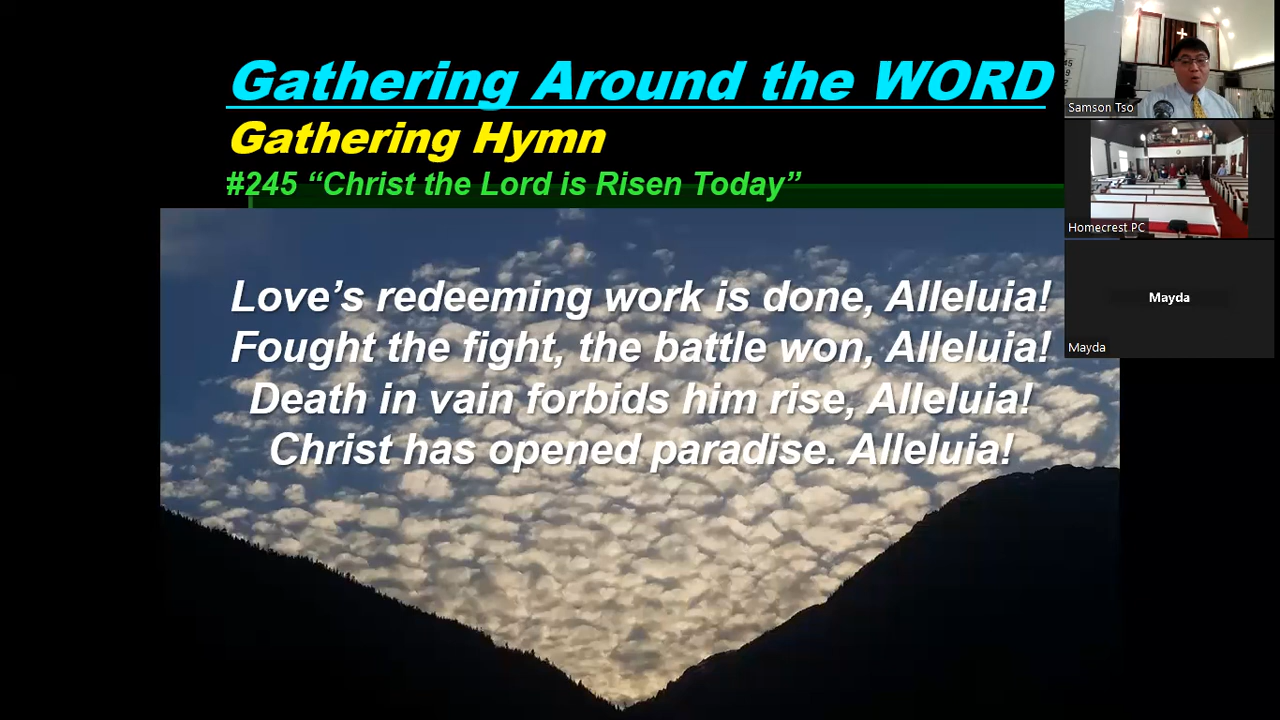 Gathering Around the WORD
Gathering Hymn
#245 “Christ the Lord is Risen Today”
Love’s redeeming work is done, Alleluia!
Fought the fight, the battle won, Alleluia!
Death in vain forbids him rise, Alleluia!
Christ has opened paradise. Alleluia!
Samson Tso
Homecrest PC
Mayda
Mayda